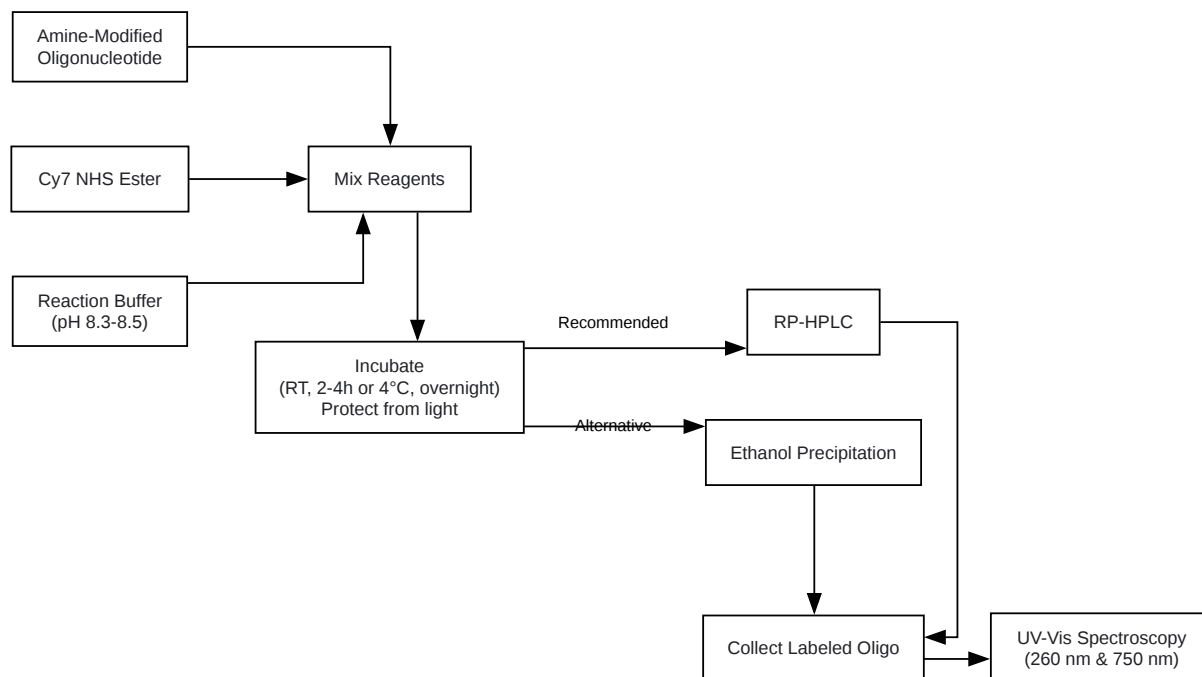 Amine-Modified
Oligonucleotide
Cy7 NHS Ester
Mix Reagents
Reaction Buffer
(pH 8.3-8.5)
Incubate
(RT, 2-4h or 4°C, overnight)
Protect from light
Recommended
RP-HPLC
Alternative
Ethanol Precipitation
Collect Labeled Oligo
UV-Vis Spectroscopy
(260 nm & 750 nm)